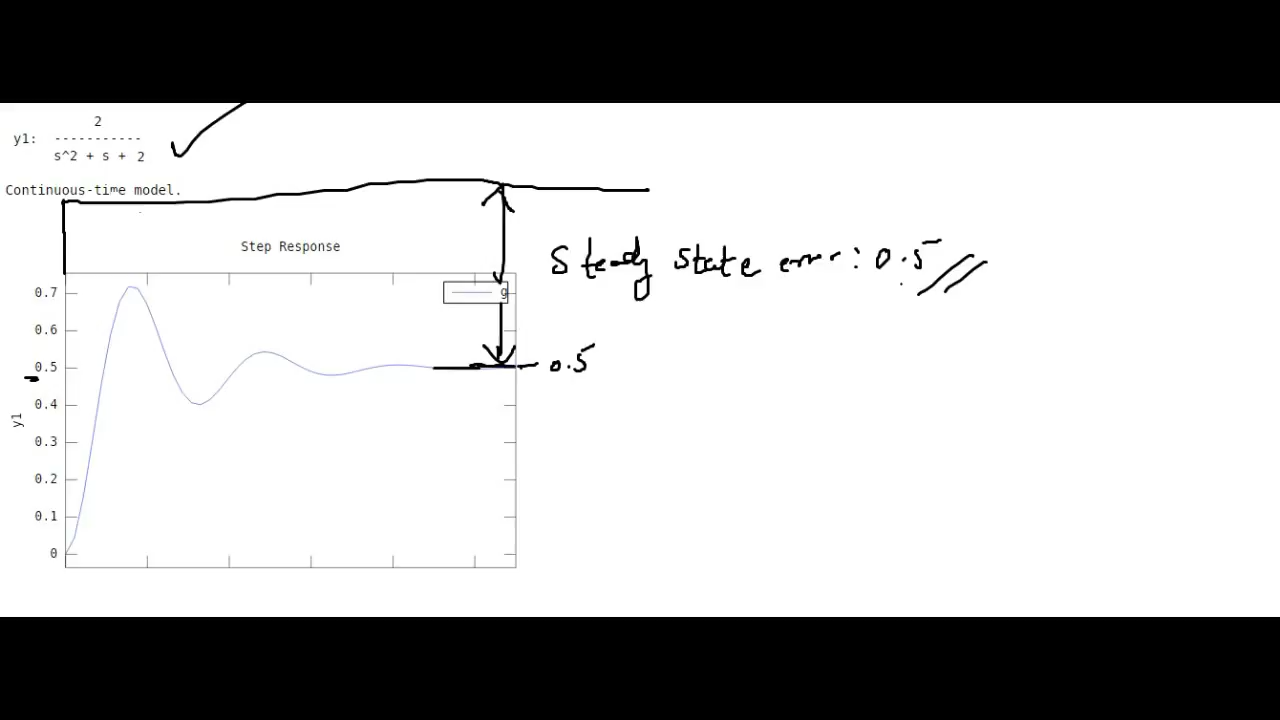 2
y1: -----------
s^2 + s + 2
Continuous-time model.
Step Response
Steady state error: 0.5
g
0.7
0.6
0.5
0.5
0.4
0.3
0.2
0.1
0
y1